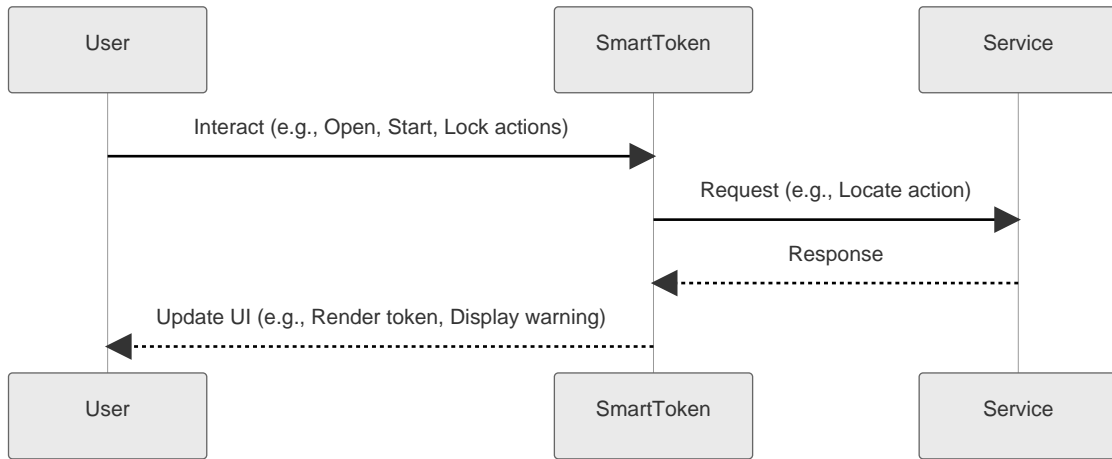 User
SmartToken
Service
Interact (e.g., Open, Start, Lock actions)
Request (e.g., Locate action)
Response
Update UI (e.g., Render token, Display warning)
User
SmartToken
Service